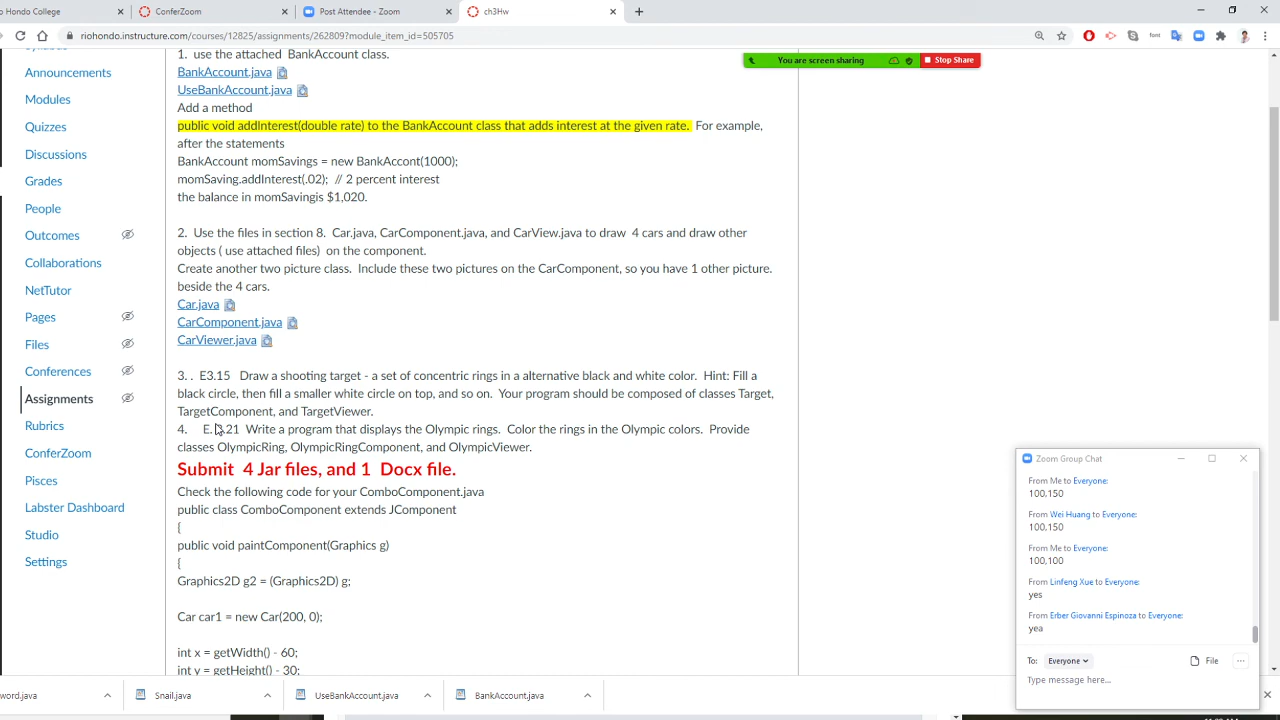 o Hondo College
ConferZoom
Post Attendee - Zoom
ch3Hw
riohondo.instructure.com/courses/12825/assignments/262809?module_item_id=505705
You are screen sharing
Stop Share
Announcements
Modules
Quizzes
Discussions
Grades
People
Outcomes
Collaborations
NetTutor
Pages
Files
Conferences
Assignments
Rubrics
ConferZoom
Pisces
Labster Dashboard
Studio
Settings
1. use the attached BankAccount class.
BankAccount.java
UseBankAccount.java
Add a method
public void addInterest(double rate) to the BankAccount class that adds interest at the given rate. For example,
after the statements
BankAccount momSavings = new BankAccont(1000);
momSaving.addInterest(.02); // 2 percent interest
the balance in momSavingis $1,020.
2. Use the files in section 8. Car.java, CarComponent.java, and CarView.java to draw 4 cars and draw other
objects ( use attached files) on the component.
Create another two picture class. Include these two pictures on the CarComponent, so you have 1 other picture.
beside the 4 cars.
Car.java
CarComponent.java
CarViewer.java
3. . E3.15 Draw a shooting target - a set of concentric rings in a alternative black and white color. Hint: Fill a
black circle, then fill a smaller white circle on top, and so on. Your program should be composed of classes Target,
TargetComponent, and TargetViewer.
4. E. .21 Write a program that displays the Olympic rings. Color the rings in the Olympic colors. Provide
classes OlympicRing, OlympicRingComponent, and OlympicViewer.
Submit 4 Jar files, and 1 Docx file.
Check the following code for your ComboComponent.java
public class ComboComponent extends JComponent
{
public void paintComponent(Graphics g)
{
Graphics2D g2 = (Graphics2D) g;
Car car1 = new Car(200, 0);
int x = getWidth() - 60;
int y = getHeight() - 30;
Zoom Group Chat
From Me to Everyone:
100,150
From Wei Huang to Everyone:
100,150
From Me to Everyone:
100,100
From Linfeng Xue to Everyone:
yes
From Erber Giovanni Espinoza to Everyone:
yea
To: Everyone
File
Type message here...
word.java
Snail.java
UseBankAccount.java
BankAccount.java